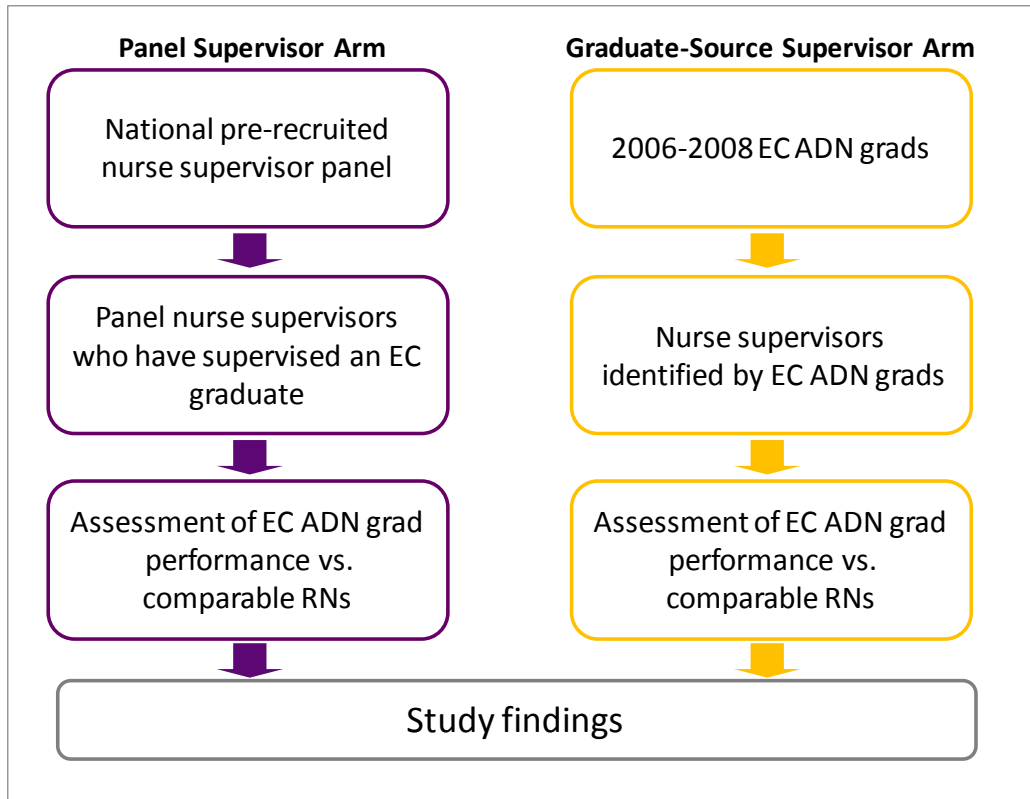 Panel Supervisor Arm
National pre-recruited
nurse supervisor panel
Panel nurse supervisors
who have supervised an EC
graduate
Assessment of EC ADN grad
performance vs.
comparable RNs
Graduate-Source Supervisor Arm
2006-2008 EC ADN grads
Nurse supervisors
identified by EC ADN grads
Assessment of EC ADN grad
performance vs.
comparable RNs
Study findings